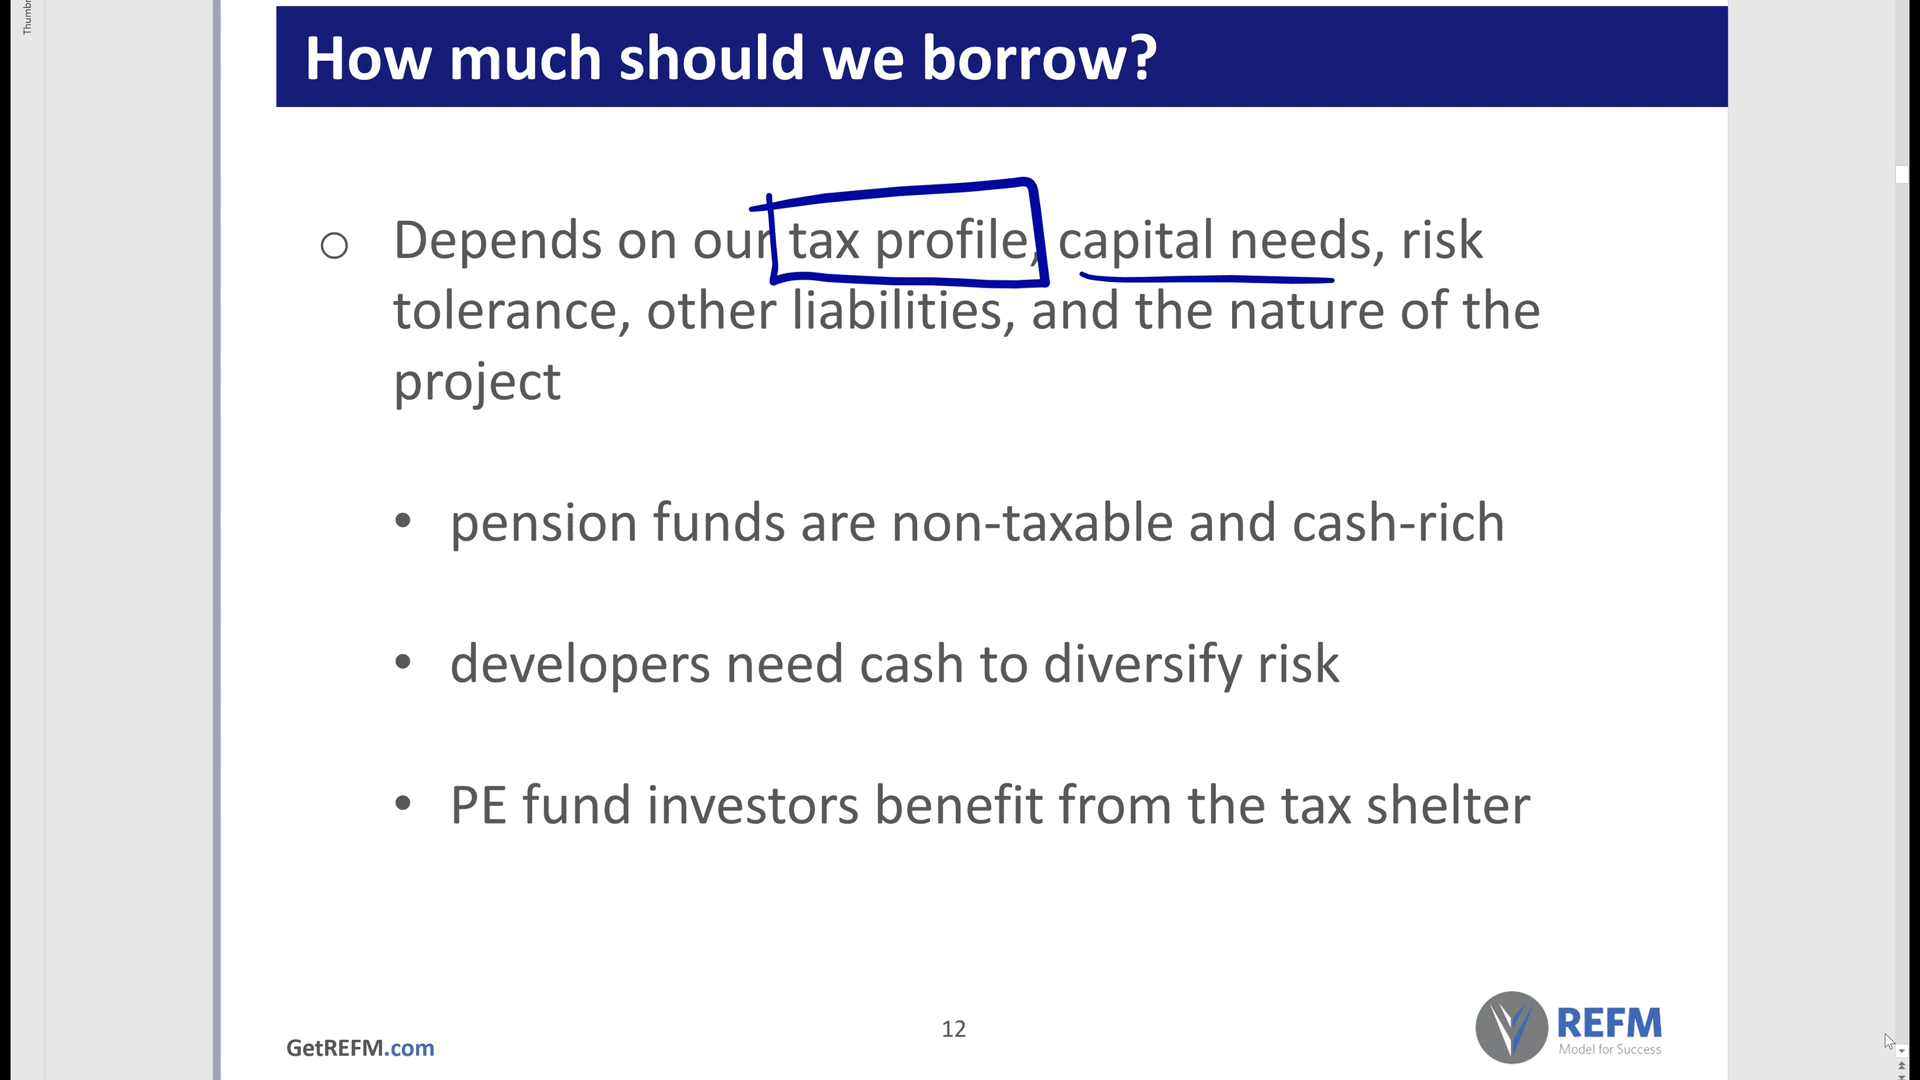 Thumbn
How much should we borrow?
○ Depends on our tax profile, capital needs, risk
tolerance, other liabilities, and the nature of the
project
• pension funds are non-taxable and cash-rich
• developers need cash to diversify risk
• PE fund investors benefit from the tax shelter
GetREFM.com
12
REFM
Model for Success